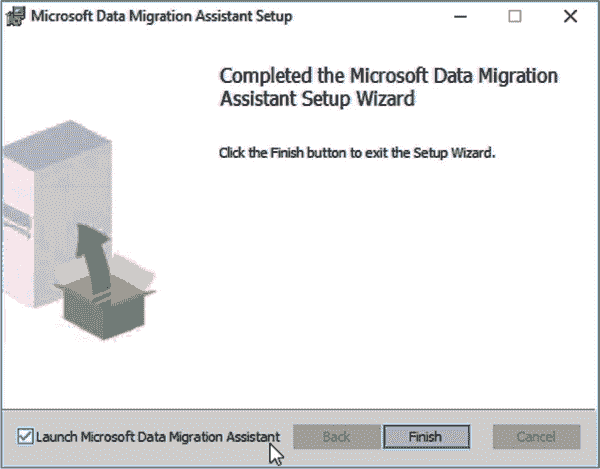 Microsoft Data Migration Assistant Setup
Completed the Microsoft Data Migration
Assistant Setup Wizard
Click the Finish button to exit the Setup Wizard.
Launch Microsoft Data Migration Assistant
Back
Finish
Cancel